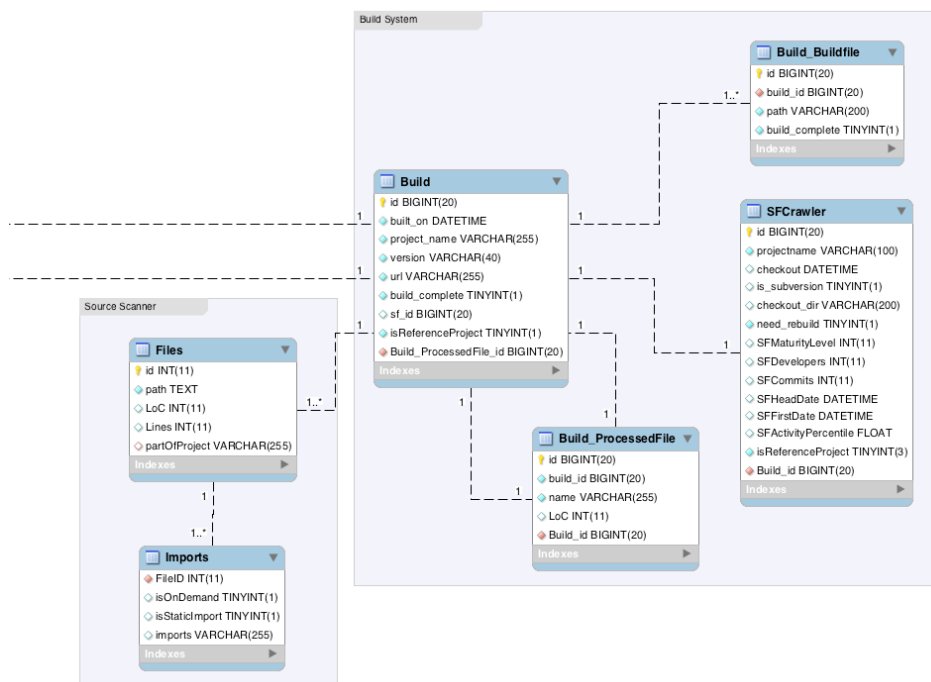 Build System
Build_Buildfile
id BIGINT(20)
build_id BIGINT(20)
path VARCHAR(200)
build_complete TINYINT(1)
Indexes
1..*
Build
id BIGINT(20)
built_on DATETIME
project_name VARCHAR(255)
version VARCHAR(40)
url VARCHAR(255)
build_complete TINYINT(1)
sf_id BIGINT(20)
isReferenceProject TINYINT(1)
Build_ProcessedFile_id BIGINT(20)
Indexes
1
1
1
1
1
1
1
SFCrawler
id BIGINT(20)
projectname VARCHAR(100)
checkout DATETIME
is_subversion TINYINT(1)
checkout_dir VARCHAR(200)
need_rebuild TINYINT(1)
SFMaturityLevel INT(11)
SFDevelopers INT(11)
SFCommits INT(11)
SFHeadDate DATETIME
SFFirstDate DATETIME
SFActivityPercentile FLOAT
isReferenceProject TINYINT(3)
Build_id BIGINT(20)
Indexes
1
Source Scanner
Files
id INT(11)
path TEXT
LoC INT(11)
Lines INT(11)
partOfProject VARCHAR(255)
Indexes
1..*
1
1..*
Build_ProcessedFile
id BIGINT(20)
build_id BIGINT(20)
name VARCHAR(255)
LoC INT(11)
Build_id BIGINT(20)
Indexes
1
1
Imports
FileID INT(11)
isOnDemand TINYINT(1)
isStaticImport TINYINT(1)
imports VARCHAR(255)
Indexes